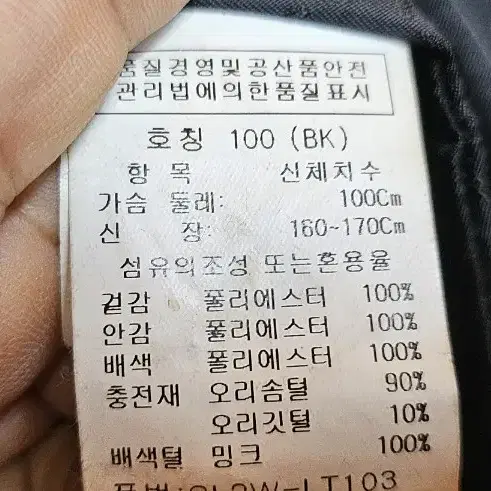 품질경영및공산품안전
관리법에의한품질표시
호칭 100 (BK)
항 목 신체치수
가슴 둘레: 100Cm
신 장: 160~170Cm
섬유의조성 또는혼용율
겉감 폴리에스터 100%
안감 폴리에스터 100%
배색 폴리에스터 100%
충전재 오리솜털 90%
오리깃털 10%
배색털 밍크 100%